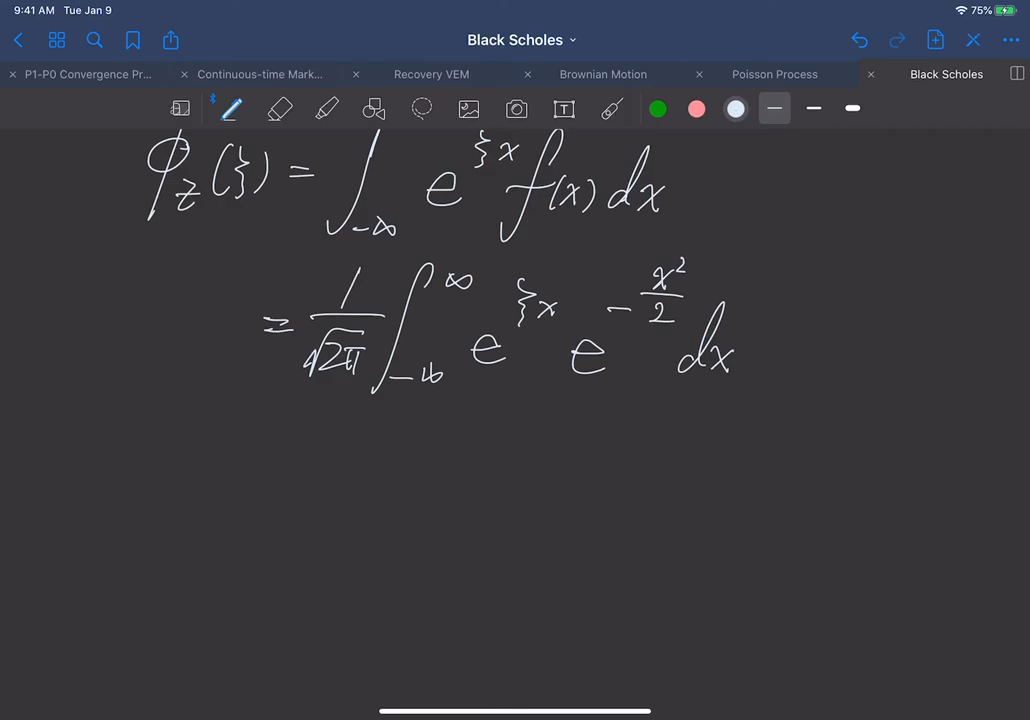 9:41 AM Tue Jan 9
75%
Black Scholes
P1-P0 Convergence Pr...
Continuous-time Mark...
Recovery VEM
Brownian Motion
Poisson Process
Black Scholes
T
ϕ_Z(ξ) = ∫_{-∞} e^{ξx} f(x) dx
= 1/√(2π) ∫_{-∞}^{∞} e^{ξx} e^{-x²/2} dx